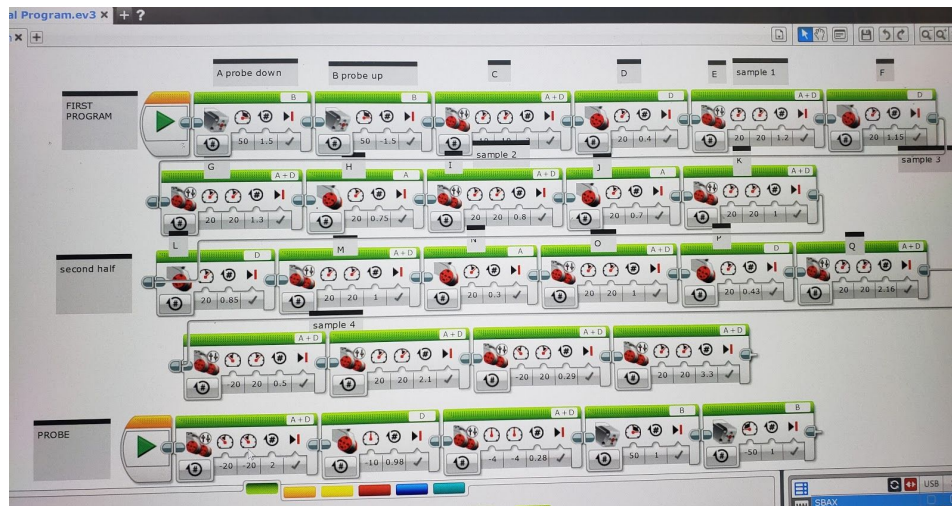 al Program.ev3 × + ?
× +
A probe down
B probe up
C
D
E
sample 1
F
FIRST
PROGRAM
B
B
A+D
D
A+D
D
50 1.5
50 -1.5
20 0.4
20 20 1.2
20 1.15
sample 2
sample 3
G
H
I
J
K
A+D
A
A+D
A
A+D
20 20 1.3
20 0.75
20 20 0.8
20 0.7
20 20 1
L
M
N
O
P
Q
second half
D
A+D
A
A+D
D
A+D
20 0.85
20 20 1
20 0.3
20 20 1
20 0.43
20 20 2.16
sample 4
A+D
A+D
A+D
A+D
-20 20 0.5
20 20 2.1
-20 20 0.29
20 20 3.3
PROBE
A+D
D
A+D
B
B
-20 -20 2
-10 0.98
-4 -4 0.28
50 1
-50 1
USB
SBAX